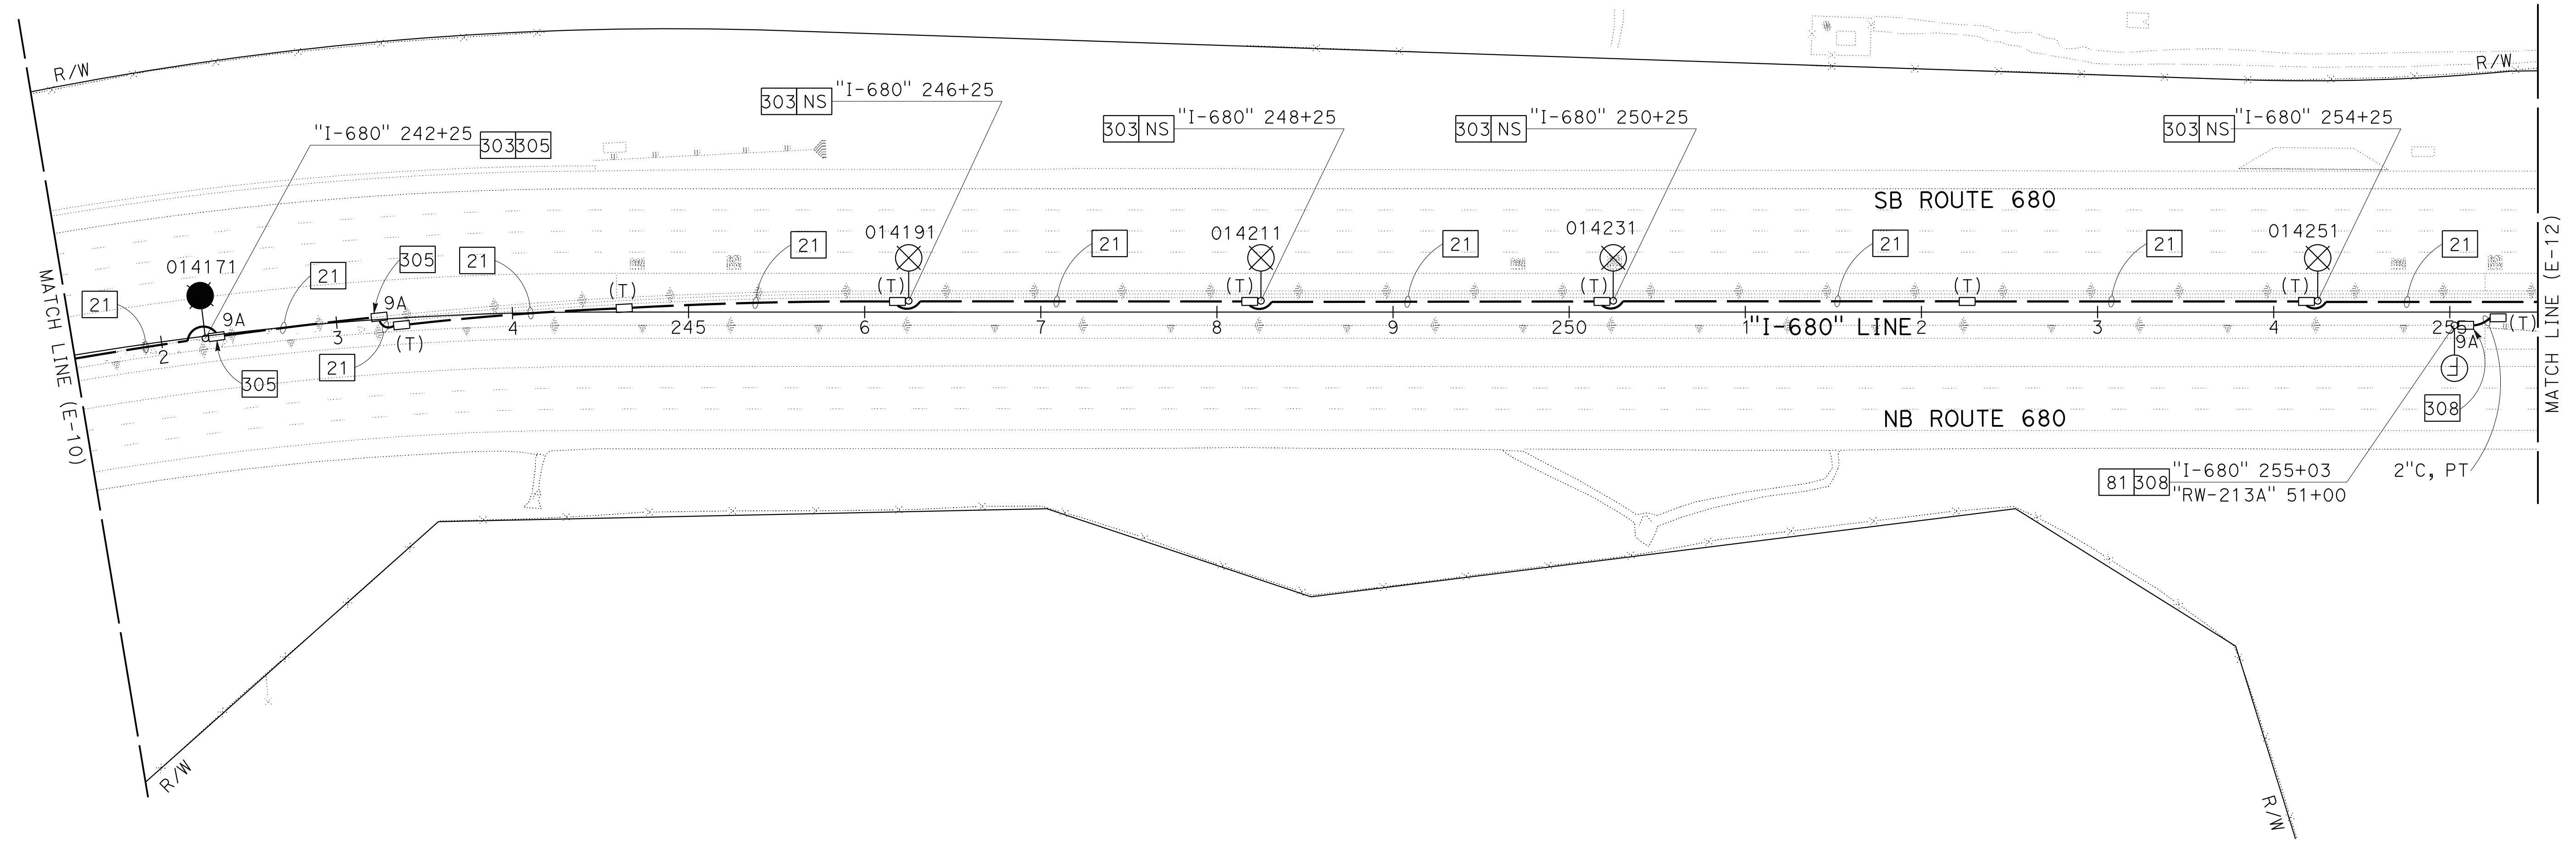 R/W
R/W
303 NS "I-680" 246+25
303 NS "I-680" 248+25
303 NS "I-680" 250+25
303 NS "I-680" 254+25
"I-680" 242+25 303 305
SB ROUTE 680
014171
014191
014211
014231
014251
21
21
305
21
21
21
21
21
21
21
9A
9A
(T)
(T)
(T)
(T)
(T)
(T)
(T)
(T)
2
3
4
245
6
7
8
9
250
1
"I-680" LINE
2
3
4
255
9A
305
21
308
NB ROUTE 680
81 308 "I-680" 255+03
"RW-213A" 51+00
2"C, PT
MATCH LINE (E-10)
MATCH LINE (E-12)
R/W
R/W